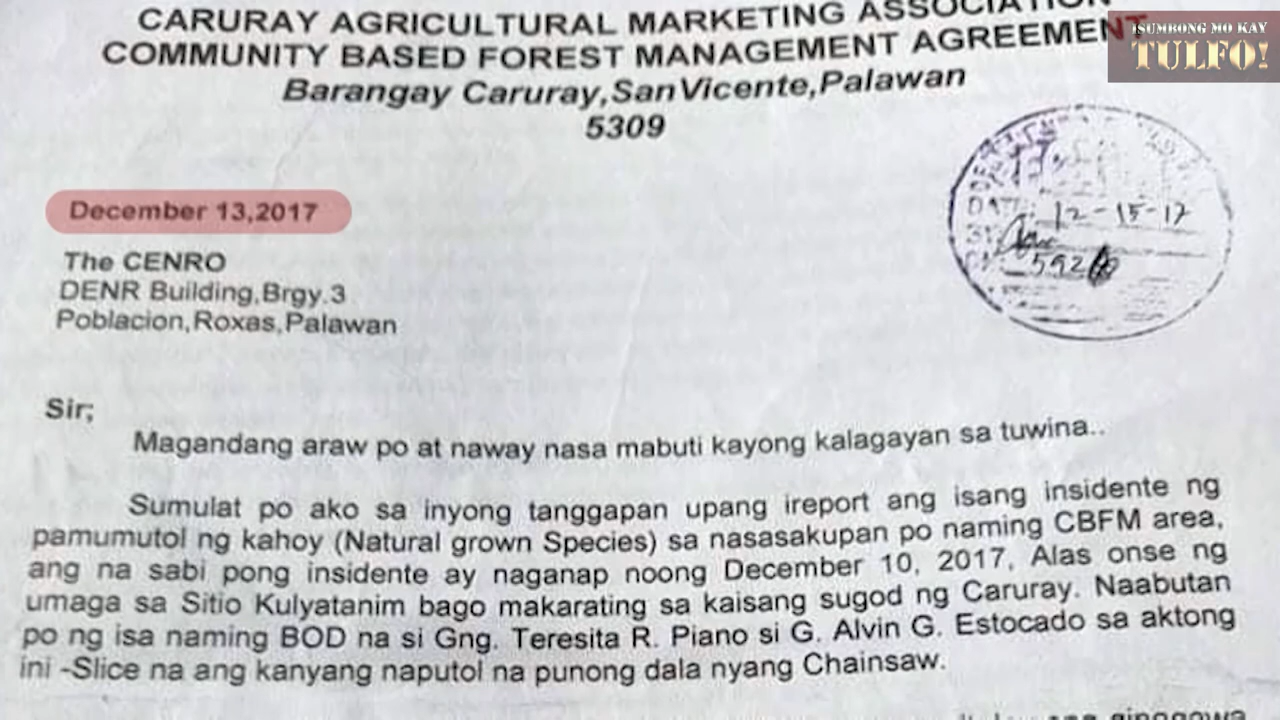 CARURAY AGRICULTURAL MARKETING ASSOCIATION
COMMUNITY BASED FOREST MANAGEMENT AGREEMENT
Barangay Caruray,San Vicente,Palawan
5309
SUMBONG MO KAY
TULFO!
DATE: 12-15-17
BY:
5920
December 13,2017
The CENRO
DENR Building,Brgy.3
Poblacion,Roxas,Palawan
Sir;
Magandang araw po at naway nasa mabuti kayong kalagayan sa tuwina..
Sumulat po ako sa inyong tanggapan upang ireport ang isang insidente ng
pamumutol ng kahoy (Natural grown Species) sa nasasakupan po naming CBFM area,
ang na sabi pong insidente ay naganap noong December 10, 2017, Alas onse ng
umaga sa Sitio Kulyatanim bago makarating sa kaisang sugod ng Caruray. Naabutan
po ng isa naming BOD na si Gng. Teresita R. Piano si G. Alvin G. Estocado sa aktong
ini -Slice na ang kanyang naputol na punong dala nyang Chainsaw.